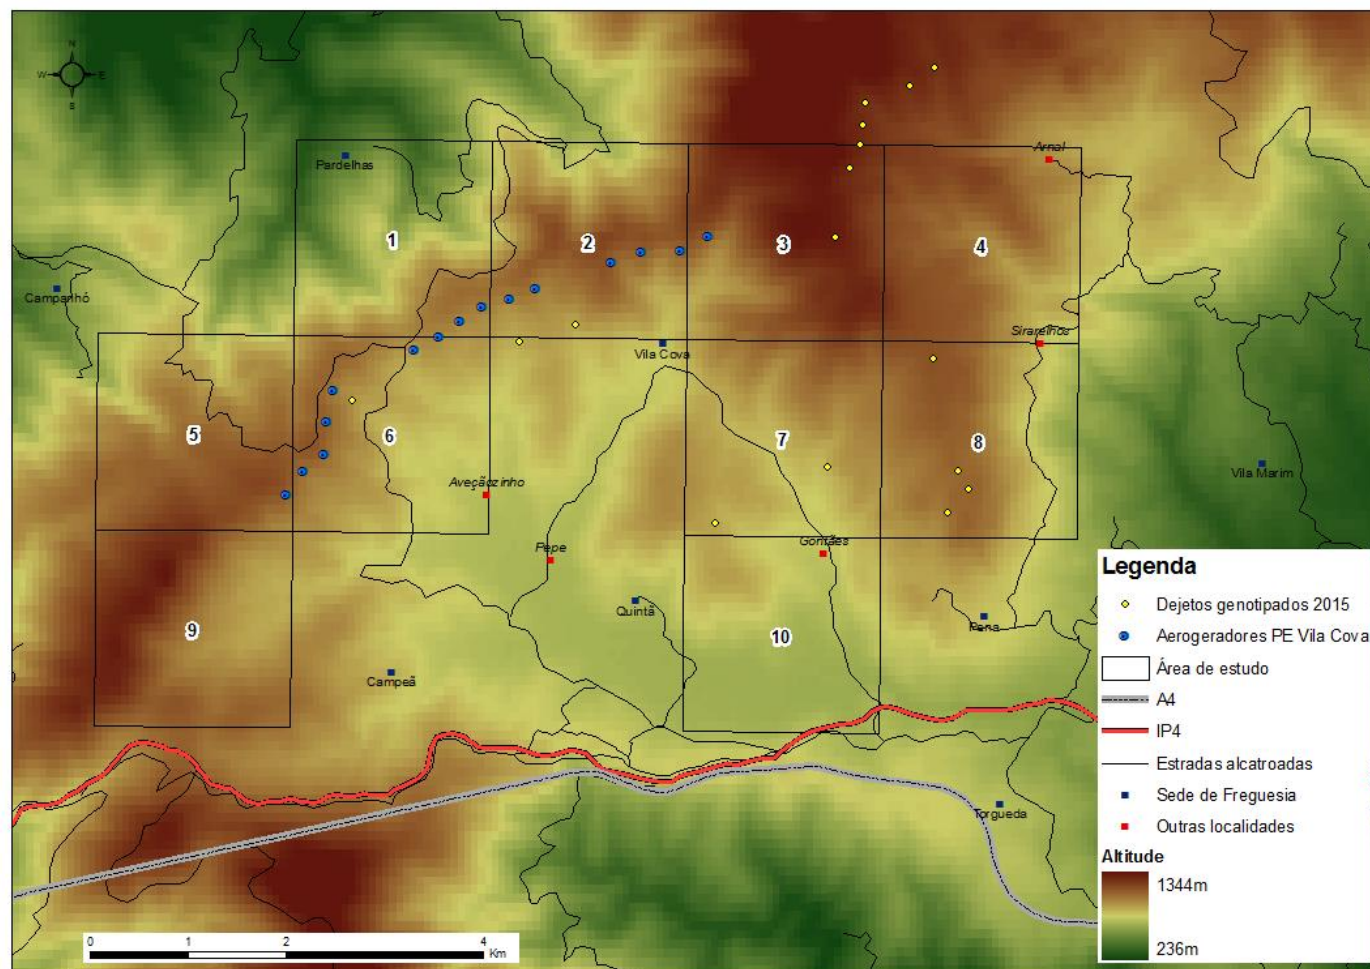 N
W
E
S
Arnal
Pardelhas
1
2
3
4
Campanhó
Sirarelhos
Vila Cova
5
6
7
8
Vila Marim
Aveçãozinho
Pepe
Gontães
Quintã
Pena
9
10
Campeã
Torgueda
Legenda
Dejetos genotipados 2015
Aerogeradores PE Vila Cova
Área de estudo
A4
IP4
Estradas alcatroadas
Sede de Freguesia
Outras localidades
Altitude
1344m
236m
0 1 2 4
Km